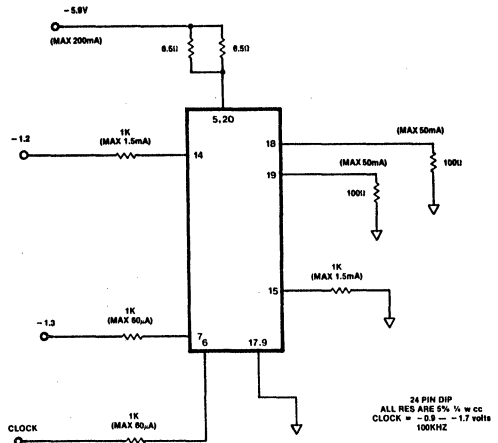 – 5.9V
(MAX 200mA)
6.5Ω
6.5Ω
5,20
– 1.2
1K
(MAX 1.5mA)
14
18
(MAX 50mA)
100Ω
19
(MAX 50mA)
100Ω
15
1K
(MAX 1.5mA)
– 1.3
1K
(MAX 60μA)
7
6
17.9
CLOCK
1K
(MAX 60μA)
24 PIN DIP
ALL RES ARE 5% ¼ w cc
CLOCK = – 0.9 — – 1.7 volts
100KHZ